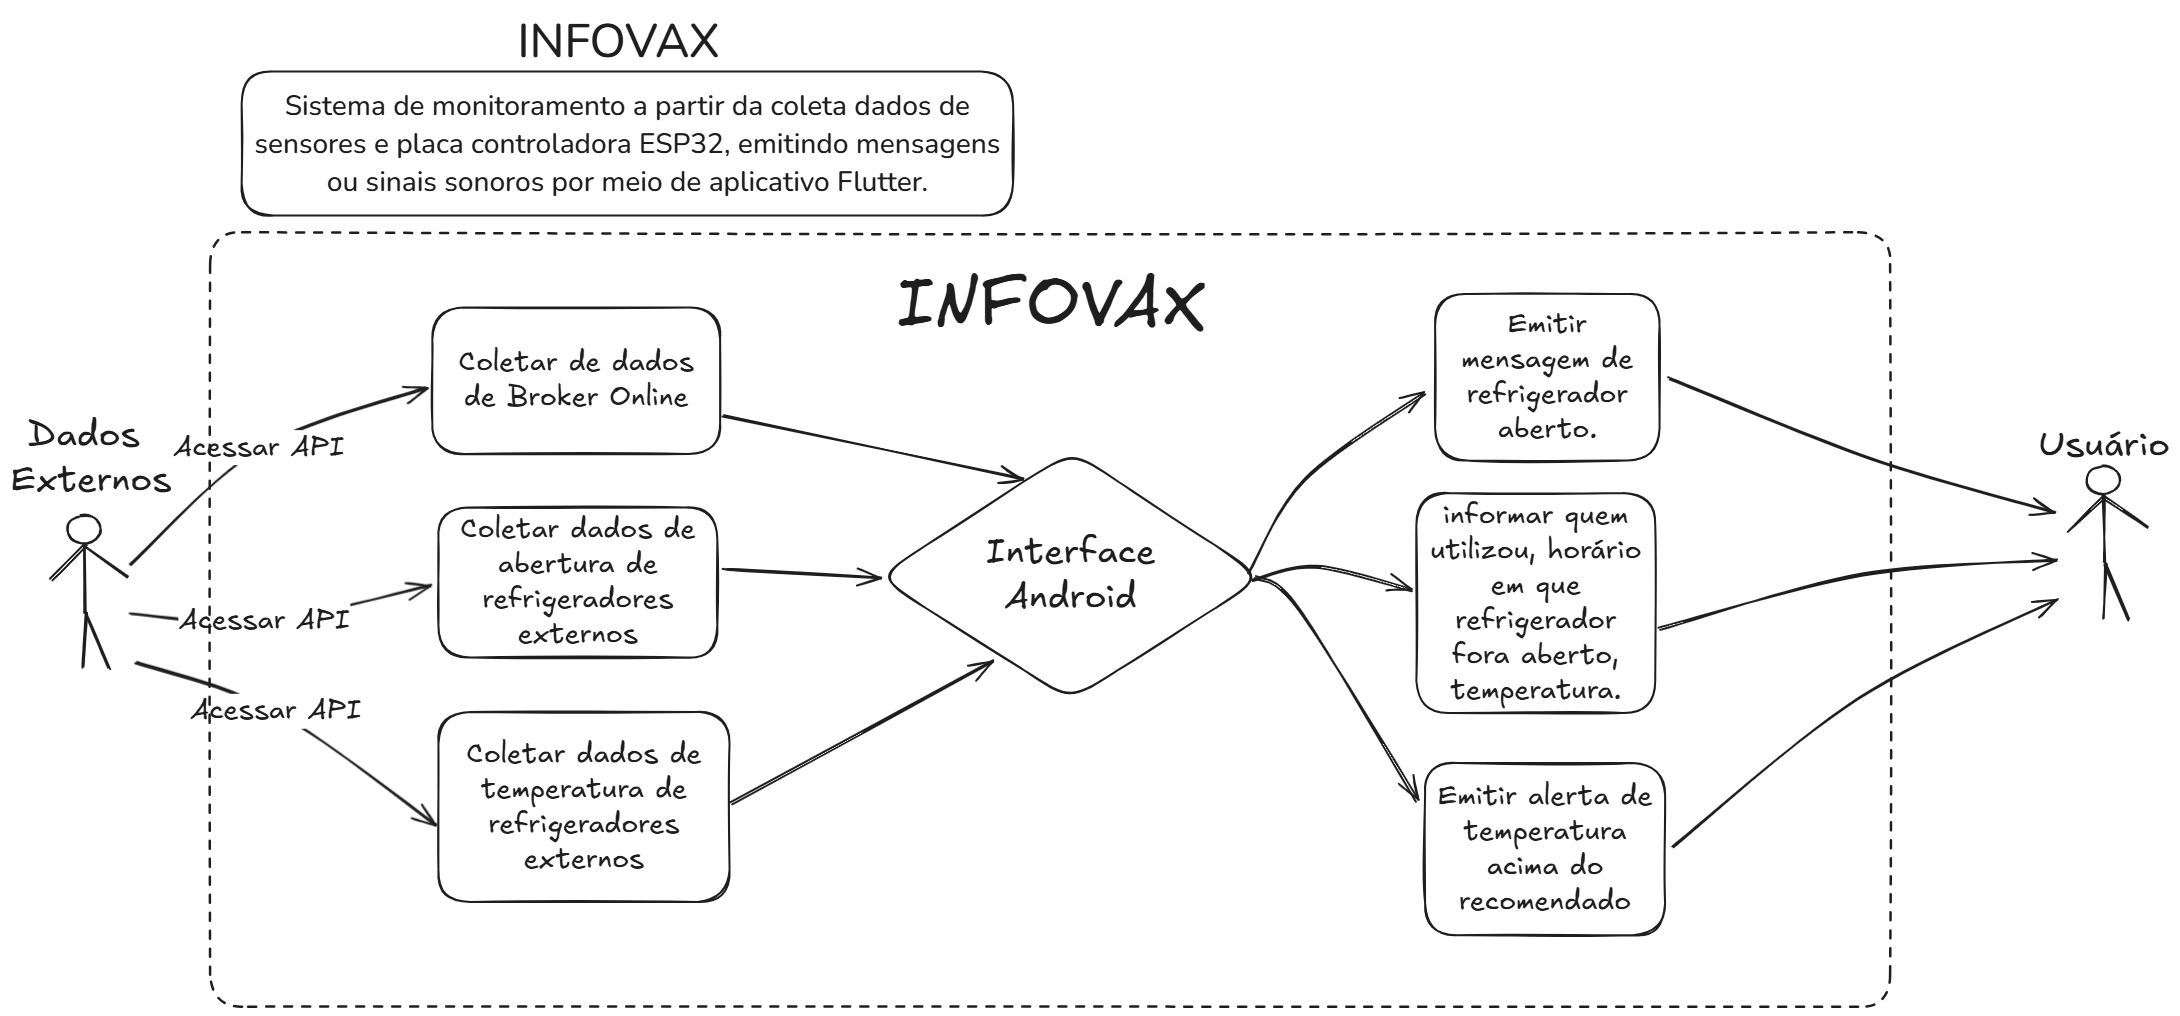 INFOVAX
Sistema de monitoramento a partir da coleta dados de
sensores e placa controladora ESP32, emitindo mensagens
ou sinais sonoros por meio de aplicativo Flutter.
INFOVAX
Dados
Externos
Acessar API
Acessar API
Acessar API
Coletar de dados
de Broker Online
Coletar dados de
abertura de
refrigeradores
externos
Coletar dados de
temperatura de
refrigeradores
externos
Interface
Android
Emitir
mensagem de
refrigerador
aberto.
informar quem
utilizou, horário
em que
refrigerador
fora aberto,
temperatura.
Emitir alerta de
temperatura
acima do
recomendado
Usuário